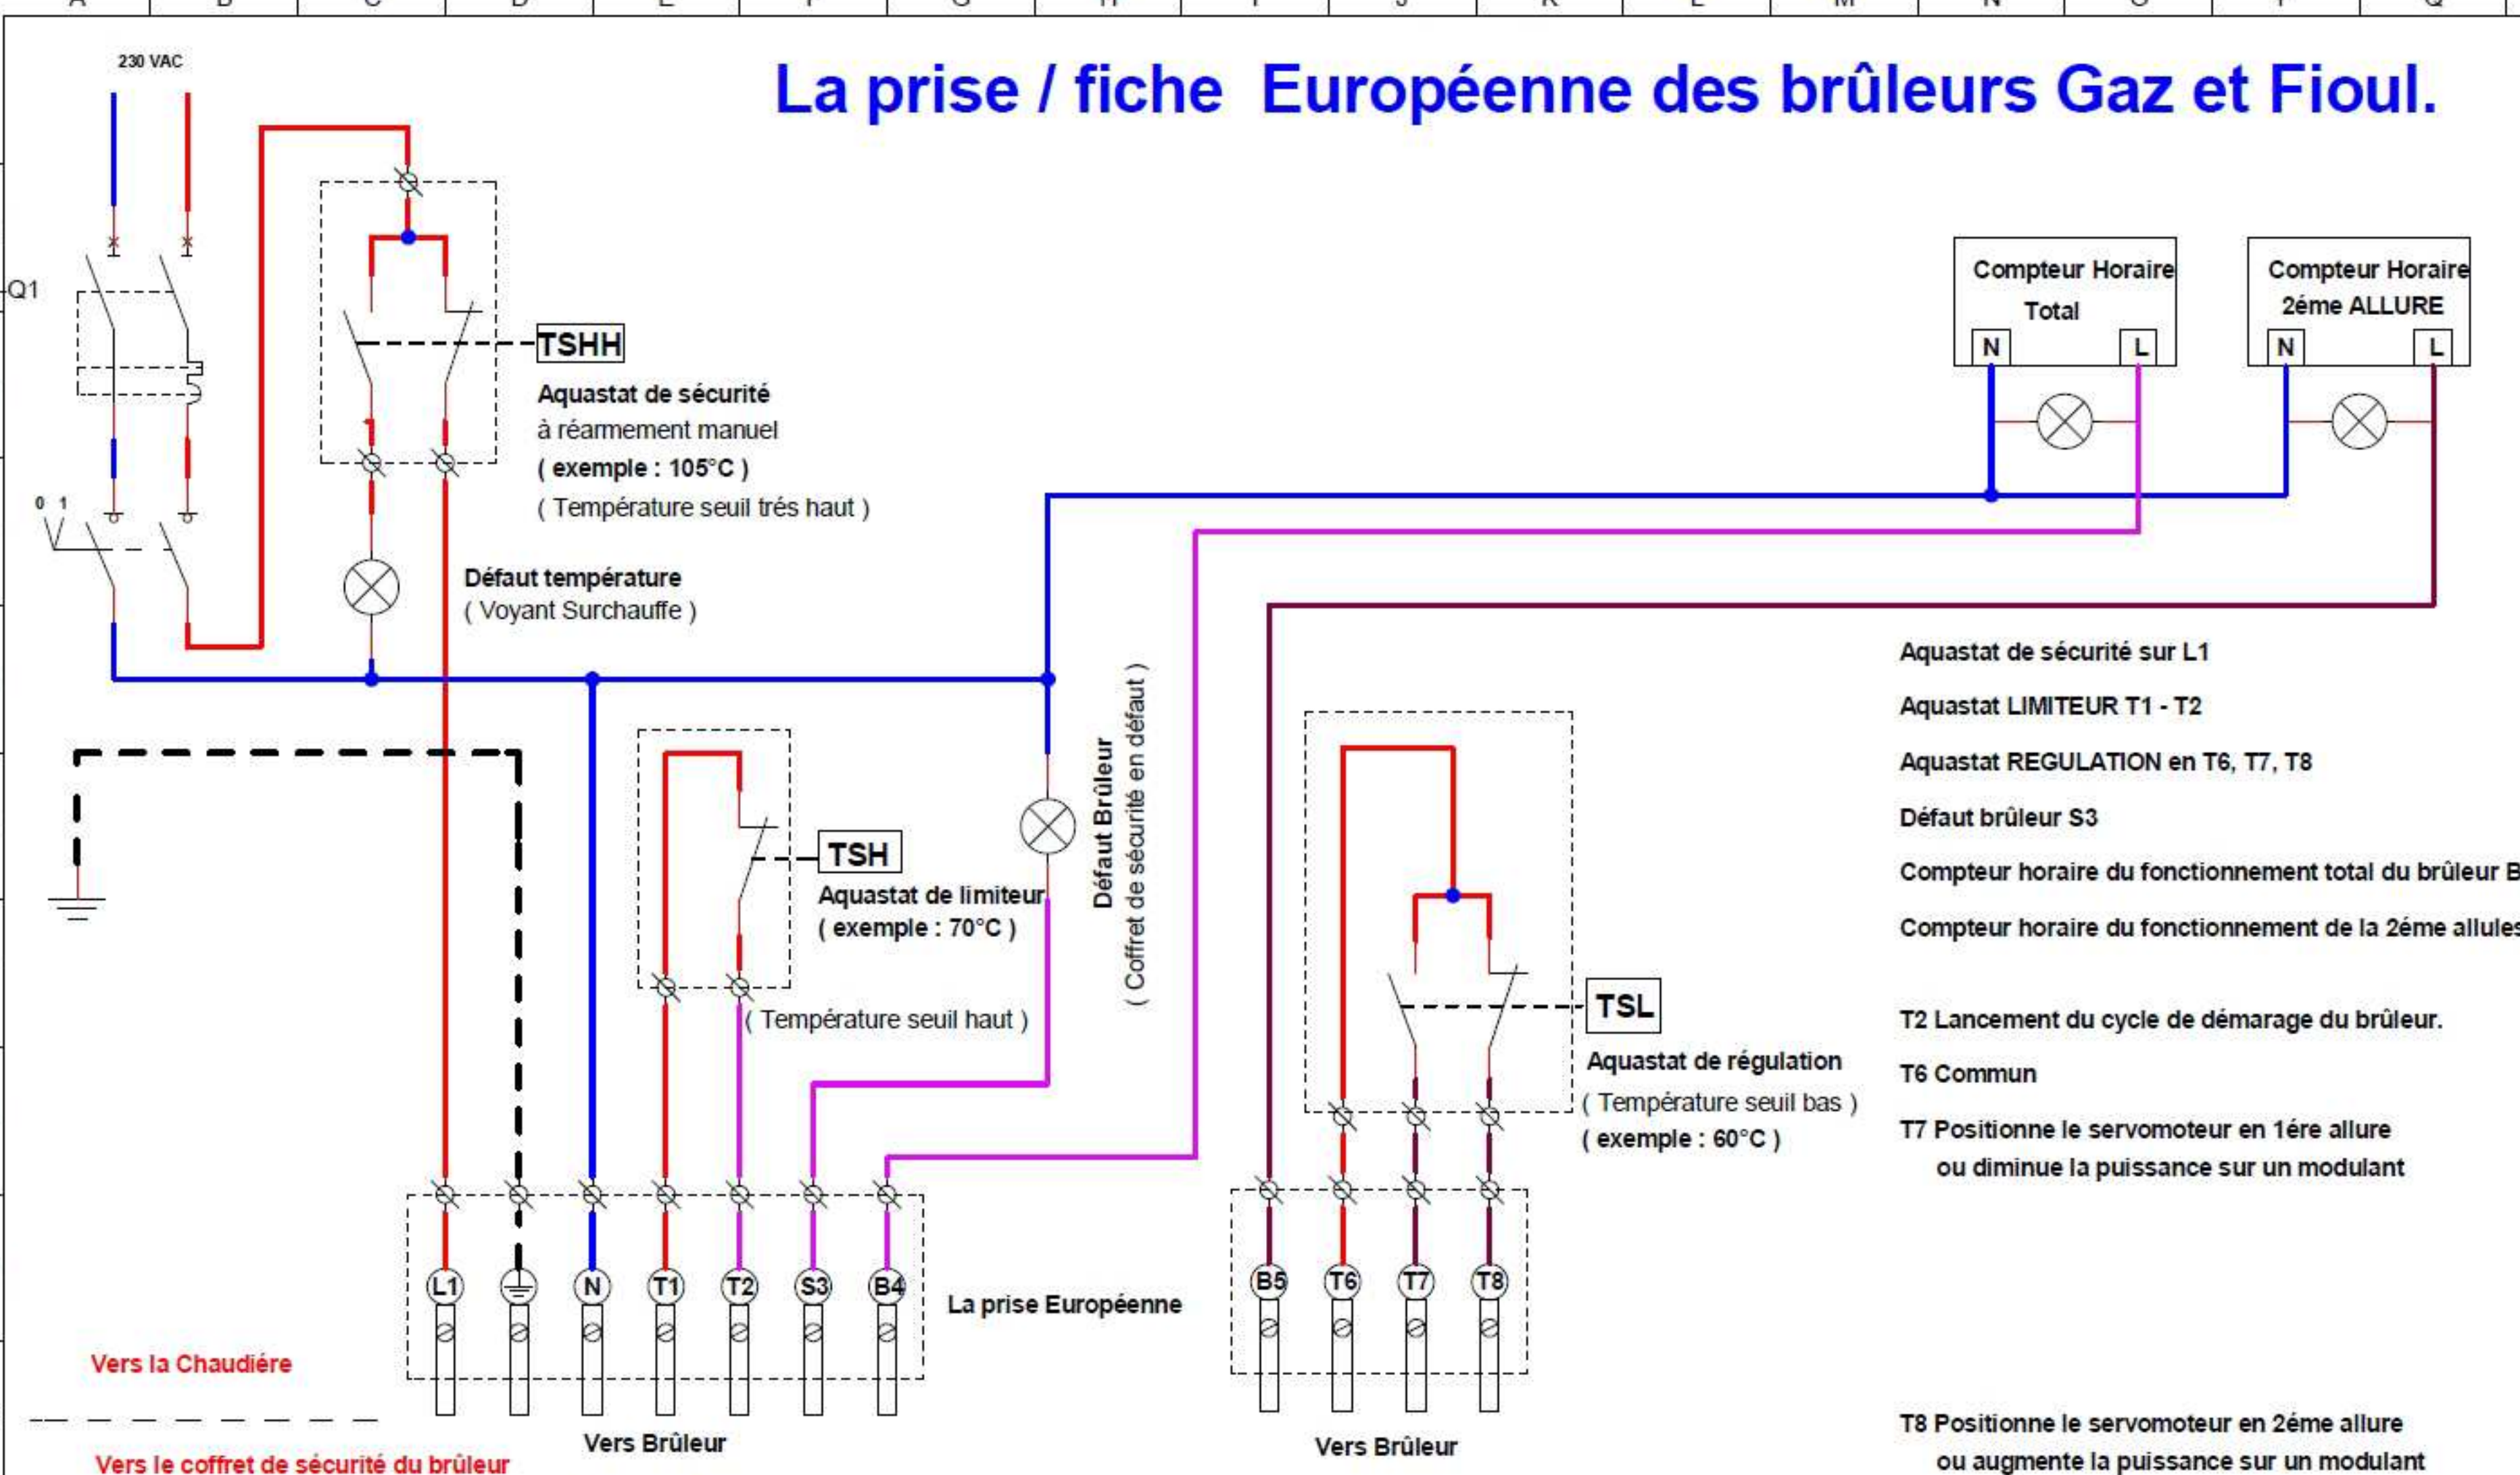 A B C D E F G H I J K L M N O P Q
230 VAC
La prise / fiche Européenne des brûleurs Gaz et Fioul.
Q1
Compteur Horaire
Total
N L
Compteur Horaire
2éme ALLURE
N L
TSHH
Aquastat de sécurité
à réarmement manuel
( exemple : 105°C )
( Température seuil trés haut )
0 1
Défaut température
( Voyant Surchauffe )
Aquastat de sécurité sur L1
Aquastat LIMITEUR T1 - T2
Aquastat REGULATION en T6, T7, T8
Défaut brûleur S3
Compteur horaire du fonctionnement total du brûleur B
Compteur horaire du fonctionnement de la 2éme allules
T2 Lancement du cycle de démarage du brûleur.
T6 Commun
T7 Positionne le servomoteur en 1ére allure
ou diminue la puissance sur un modulant
T8 Positionne le servomoteur en 2éme allure
ou augmente la puissance sur un modulant
Défaut Brûleur
( Coffret de sécurité en défaut )
TSH
Aquastat de limiteur
( exemple : 70°C )
( Température seuil haut )
TSL
Aquastat de régulation
( Température seuil bas )
( exemple : 60°C )
L1 N T1 T2 S3 B4
La prise Européenne
B5 T6 T7 T8
Vers la Chaudiére
Vers Brûleur
Vers Brûleur
Vers le coffret de sécurité du brûleur